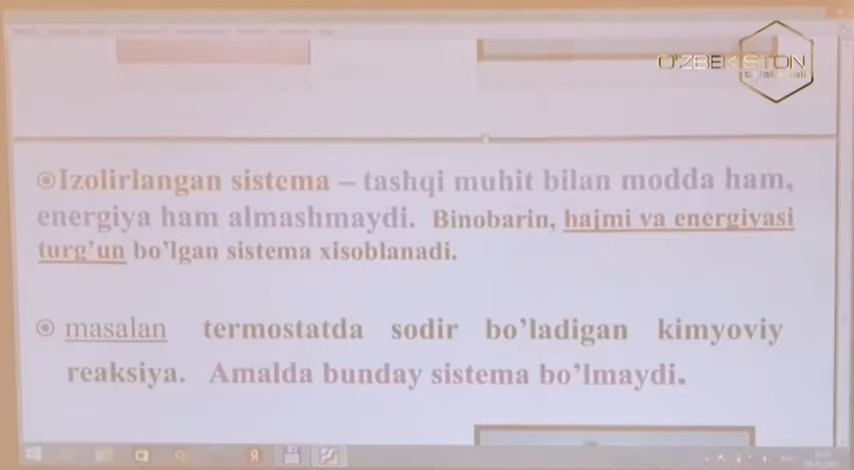 O'ZBEKISTON
⦿Izolirlangan sistema – tashqi muhit bilan modda ham,
energiya ham almashmaydi. Binobarin, hajmi va energiyasi
turg'un bo'lgan sistema xisoblanadi.
⦿ masalan termostatda sodir bo'ladigan kimyoviy
reaksiya. Amalda bunday sistema bo'lmaydi.